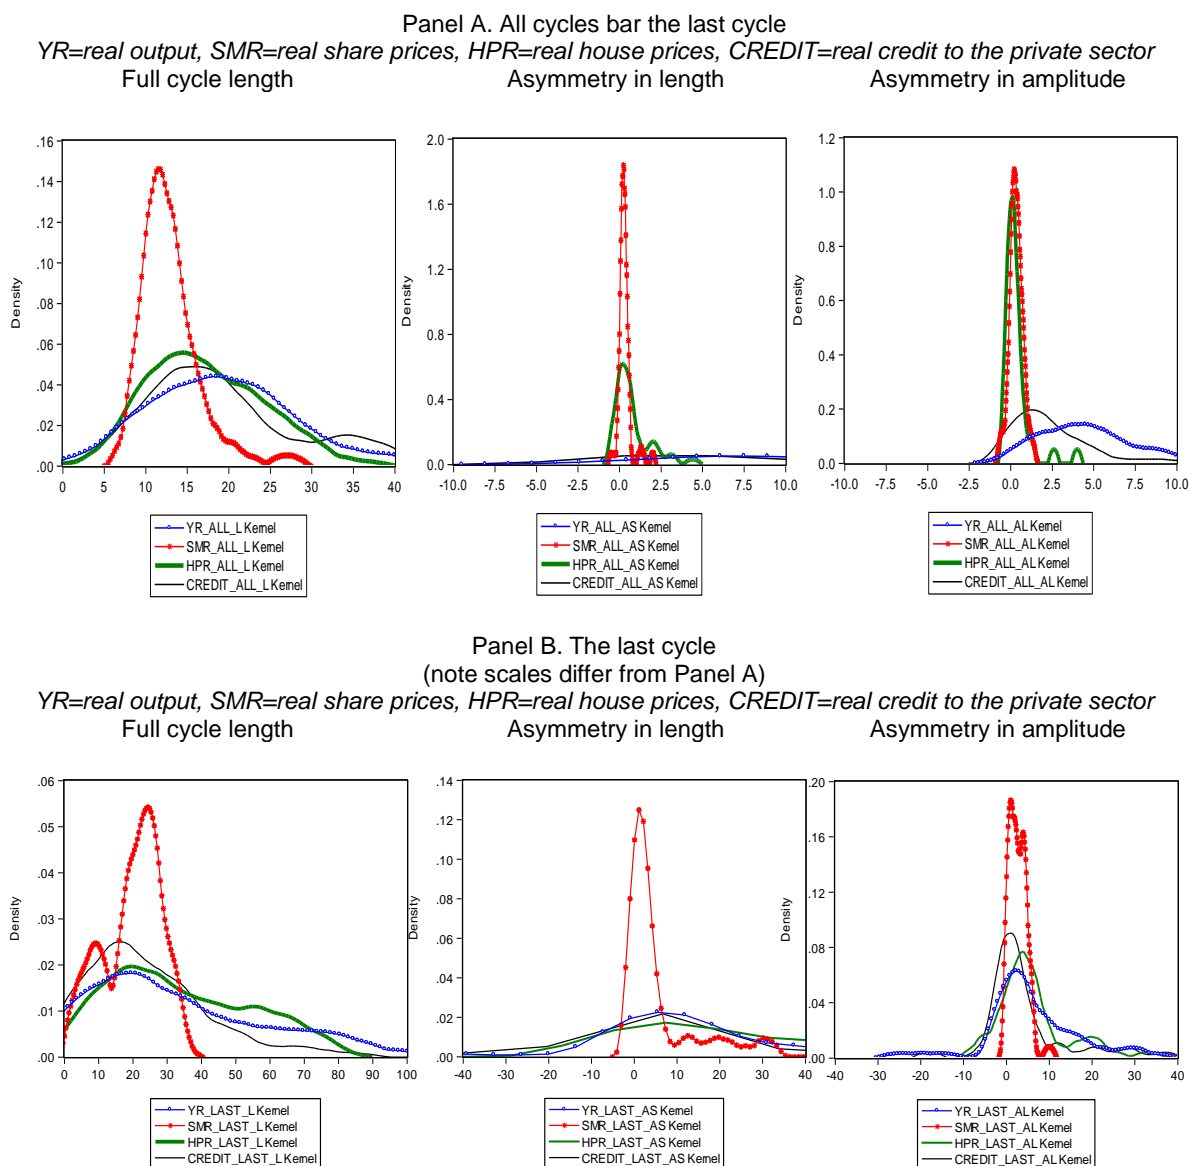 Panel A. All cycles bar the last cycle
YR=real output, SMR=real share prices, HPR=real house prices, CREDIT=real credit to the private sector
Full cycle length
Asymmetry in length
Asymmetry in amplitude
.16
.14
.12
.10
.08
.06
.04
.02
.00
Density
0 5 10 15 20 25 30 35 40
YR_ALL_L Kernel
SMR_ALL_L Kernel
HPR_ALL_L Kernel
CREDIT_ALL_L Kernel
2.0
1.6
1.2
0.8
0.4
0.0
Density
-10.0 -7.5 -5.0 -2.5 0.0 2.5 5.0 7.5 10.0
YR_ALL_AS Kernel
SMR_ALL_AS Kernel
HPR_ALL_AS Kernel
CREDIT_ALL_AS Kernel
1.2
1.0
0.8
0.6
0.4
0.2
0.0
Density
-10.0 -7.5 -5.0 -2.5 0.0 2.5 5.0 7.5 10.0
YR_ALL_AL Kernel
SMR_ALL_AL Kernel
HPR_ALL_AL Kernel
CREDIT_ALL_AL Kernel
Panel B. The last cycle
(note scales differ from Panel A)
YR=real output, SMR=real share prices, HPR=real house prices, CREDIT=real credit to the private sector
Full cycle length
Asymmetry in length
Asymmetry in amplitude
.06
.05
.04
.03
.02
.01
.00
Density
0 10 20 30 40 50 60 70 80 90 100
YR_LAST_L Kernel
SMR_LAST_L Kernel
HPR_LAST_L Kernel
CREDIT_LAST_L Kernel
.14
.12
.10
.08
.06
.04
.02
.00
Density
-40 -30 -20 -10 0 10 20 30 40
YR_LAST_AS Kernel
SMR_LAST_AS Kernel
HPR_LAST_AS Kernel
CREDIT_LAST_AS Kernel
.20
.16
.12
.08
.04
.00
Density
-40 -30 -20 -10 0 10 20 30 40
YR_LAST_AL Kernel
SMR_LAST_AL Kernel
HPR_LAST_AL Kernel
CREDIT_LAST_AL Kernel